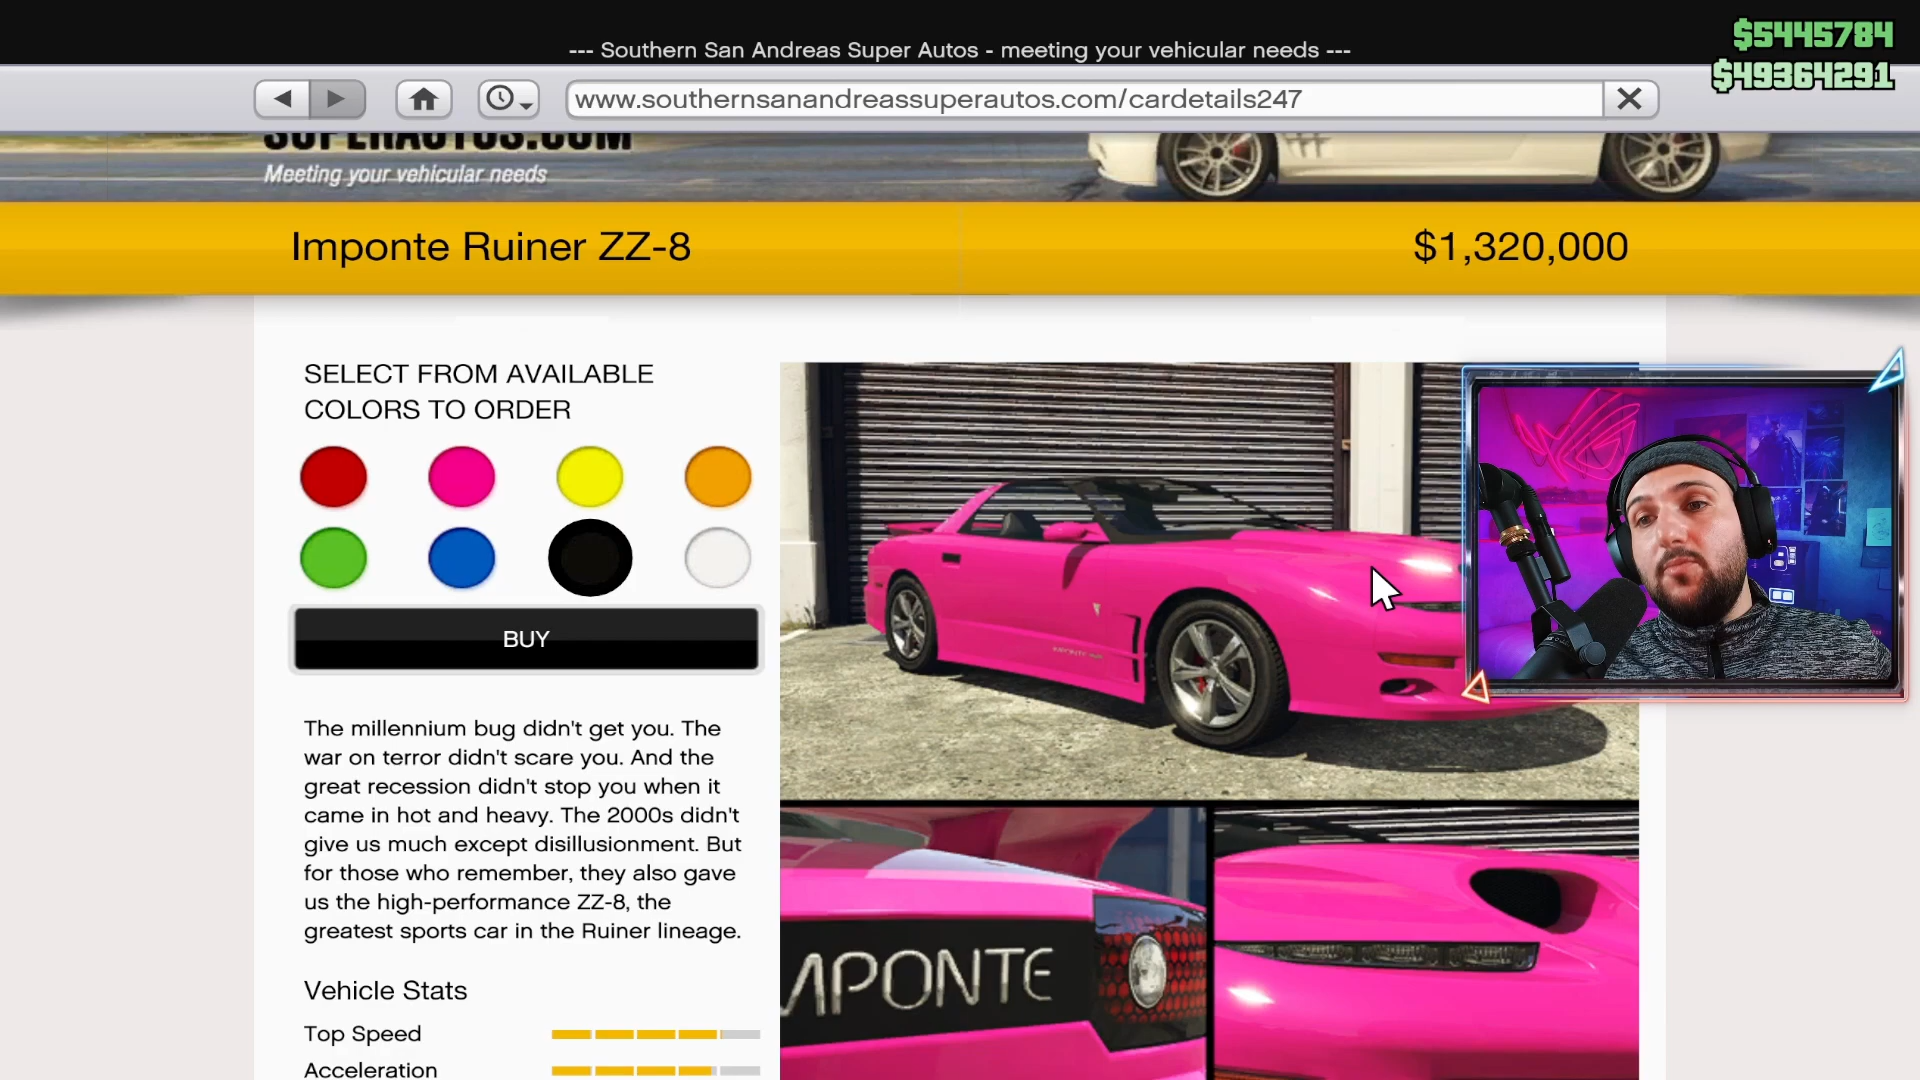 --- Southern San Andreas Super Autos - meeting your vehicular needs ---
$5445784
$49364291
www.southernsanandreassuperautos.com/cardetails247
SUPERAUTOS.COM
Meeting your vehicular needs
Imponte Ruiner ZZ-8
$1,320,000
SELECT FROM AVAILABLE
COLORS TO ORDER
BUY
The millennium bug didn't get you. The
war on terror didn't scare you. And the
great recession didn't stop you when it
came in hot and heavy. The 2000s didn't
give us much except disillusionment. But
for those who remember, they also gave
us the high-performance ZZ-8, the
greatest sports car in the Ruiner lineage.
Vehicle Stats
Top Speed
Acceleration
MPONTE